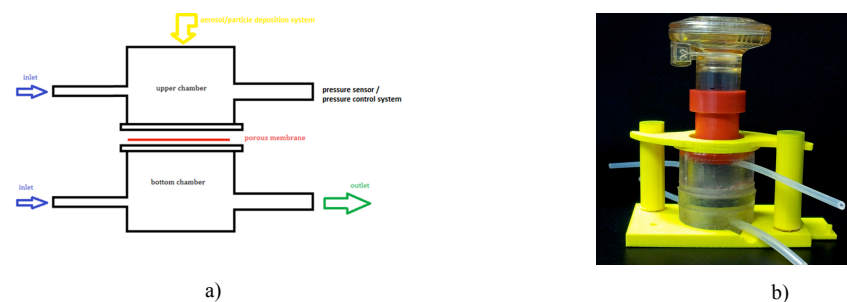 aerosol/particle deposition system
inlet
upper chamber
pressure sensor /
pressure control system
porous membrane
bottom chamber
inlet
outlet
a)
b)